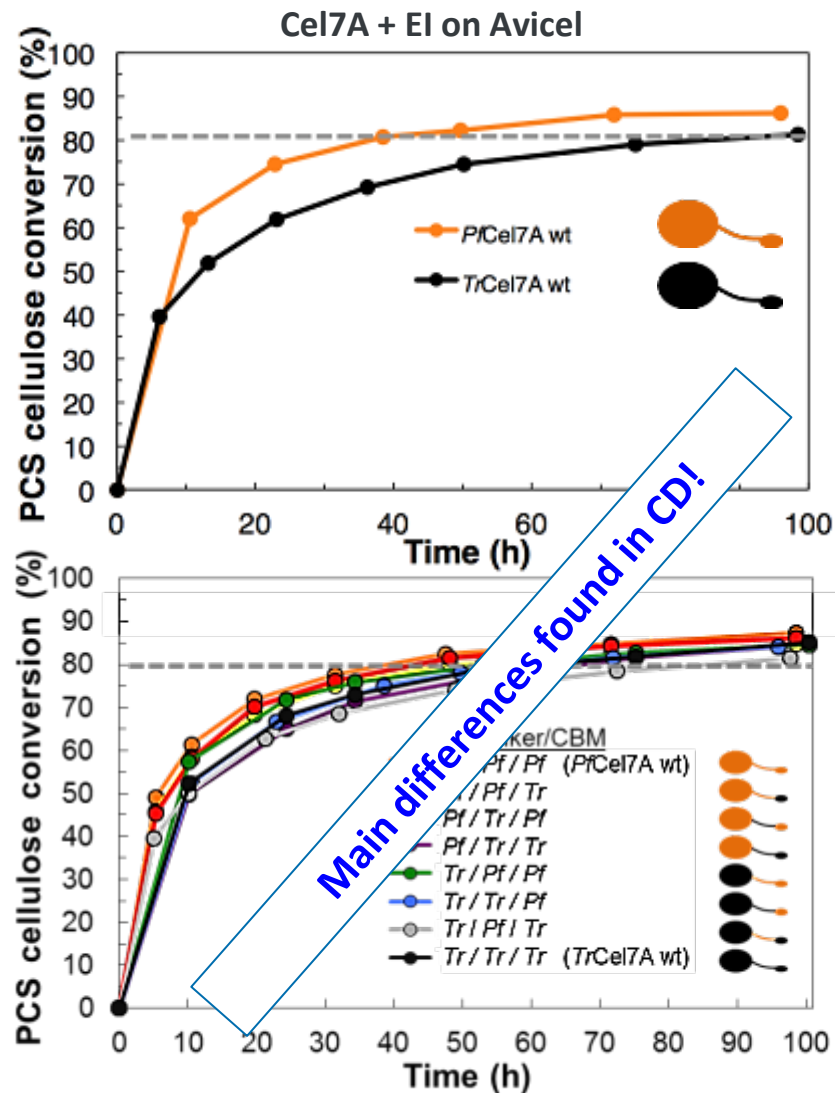 Cel7A + EI on Avicel
PCS cellulose conversion (%)
100
90
80
70
60
50
40
30
20
10
0
PfCel7A wt
TrCel7A wt
0
20
40
60
100
Time (h)
Main differences found in CD!
PCS cellulose conversion (%)
100
90
80
70
60
50
40
30
20
10
0
/CBM
Pf / Pf (PfCel7A wt)
/ Pf / Tr
Pf / Tr / Pf
Pf / Tr / Tr
Tr / Pf / Pf
Tr / Tr / Pf
Tr / Pf / Tr
Tr / Tr / Tr (TrCel7A wt)
0
10
20
30
40
50
60
70
80
90
100
Time (h)